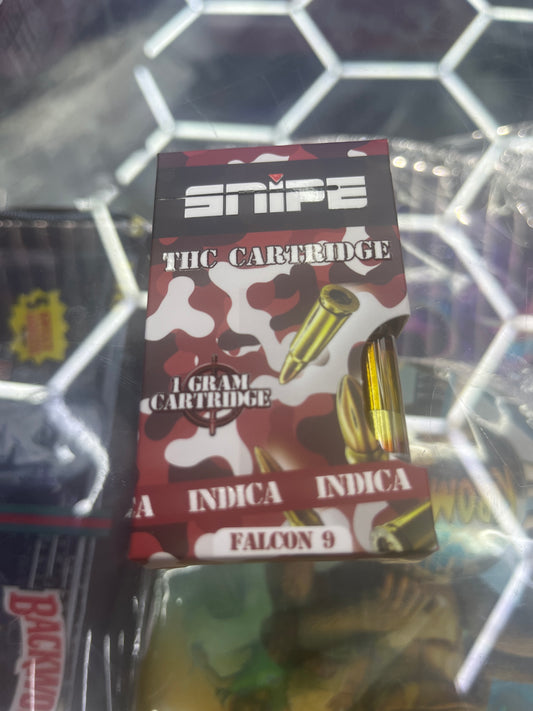 SNIPE
THC CARTRIDGE
1 GRAM
CARTRIDGE
INDICA INDICA
FALCON 9